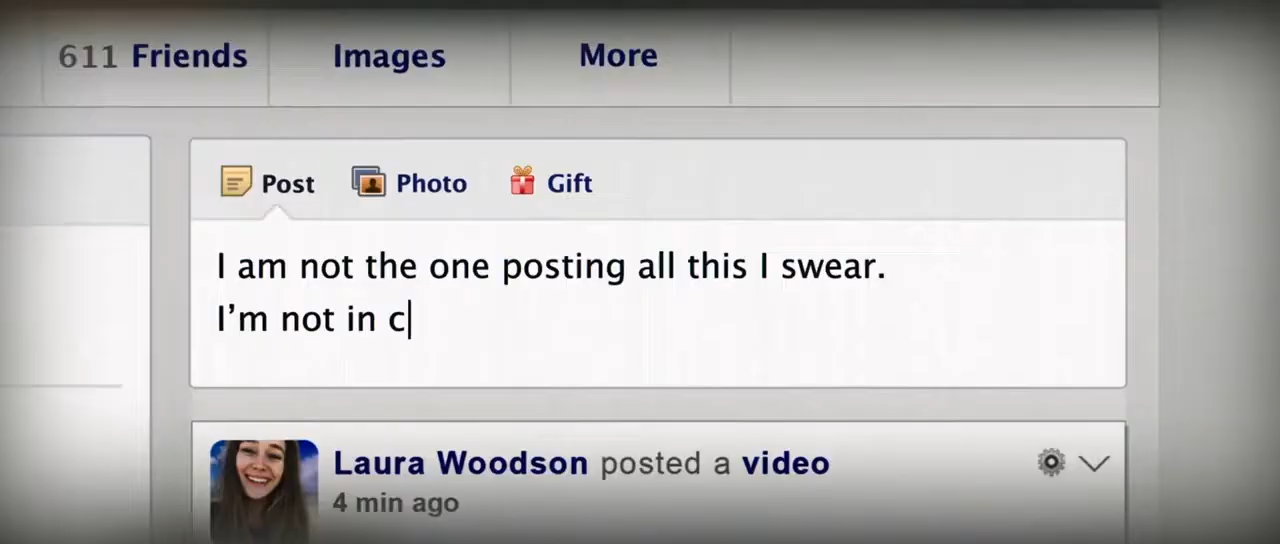 611 Friends Images More
Post Photo Gift
I am not the one posting all this I swear.
I’m not in c
Laura Woodson posted a video
4 min ago